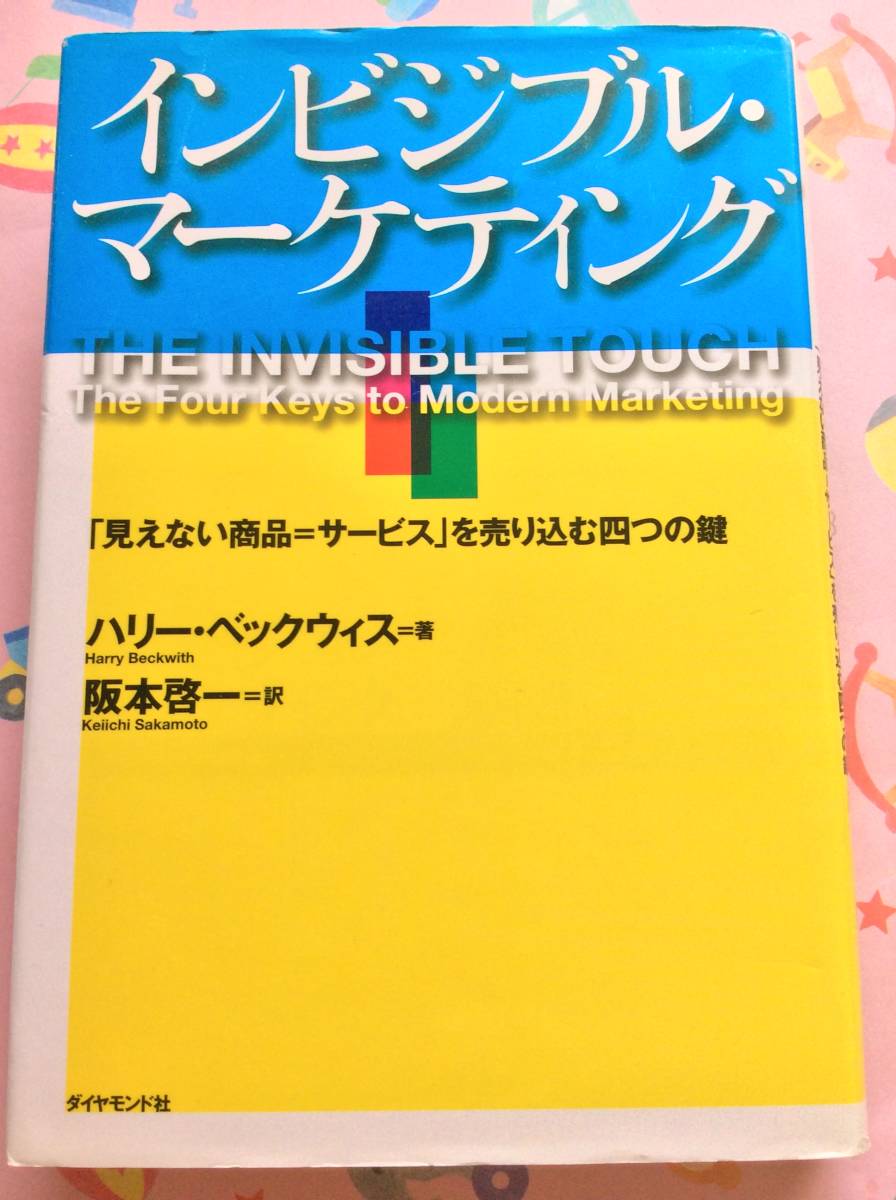 インビジブル・
マーケティング
THE INVISIBLE TOUCH
The Four Keys to Modern Marketing
「見えない商品＝サービス」を売り込む四つの鍵
ハリー・ベックウィス＝著
Harry Beckwith
阪本啓一＝訳
Keiichi Sakamoto
ダイヤモンド社